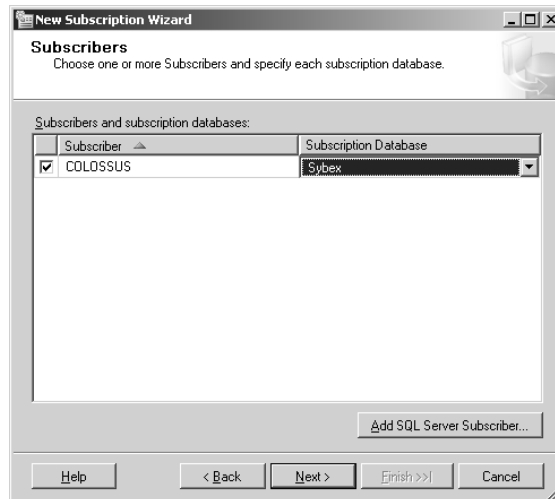 New Subscription Wizard
Subscribers
Choose one or more Subscribers and specify each subscription database.
Subscribers and subscription databases:
Subscriber Subscription Database
COLOSSUS Sybex
Add SQL Server Subscriber...
Help < Back Next > Finish >>| Cancel